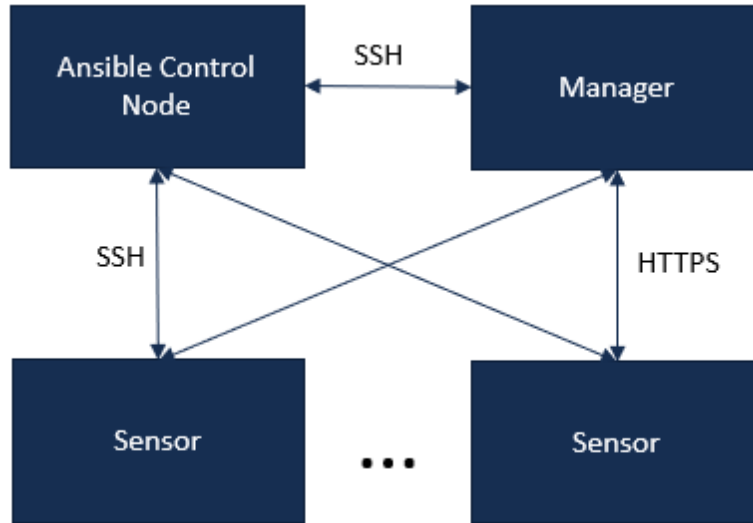 Ansible Control
Node
SSH
Manager
SSH
HTTPS
Sensor
...
Sensor